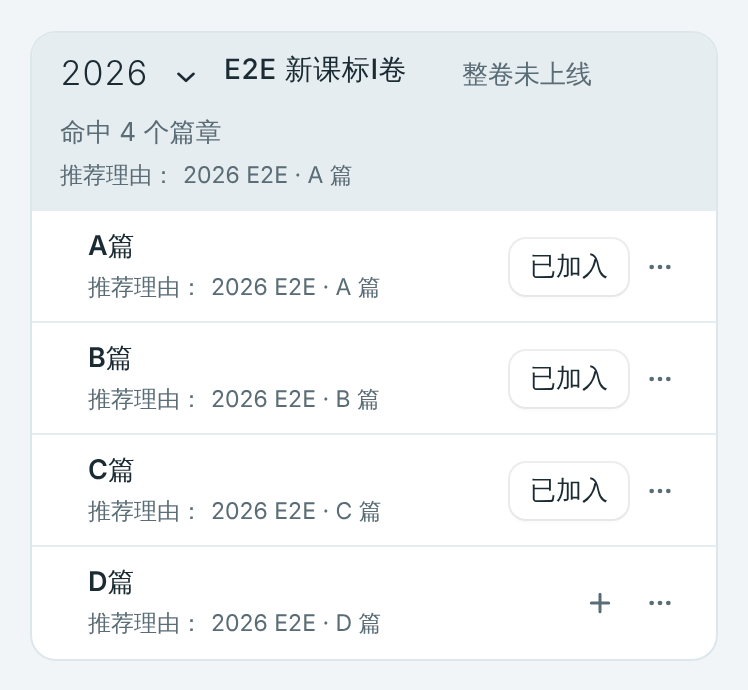 2026 E2E 新课标I卷 整卷未上线
命中 4 个篇章
推荐理由： 2026 E2E · A 篇
A篇
推荐理由： 2026 E2E · A 篇
已加入
B篇
推荐理由： 2026 E2E · B 篇
已加入
C篇
推荐理由： 2026 E2E · C 篇
已加入
D篇
推荐理由： 2026 E2E · D 篇